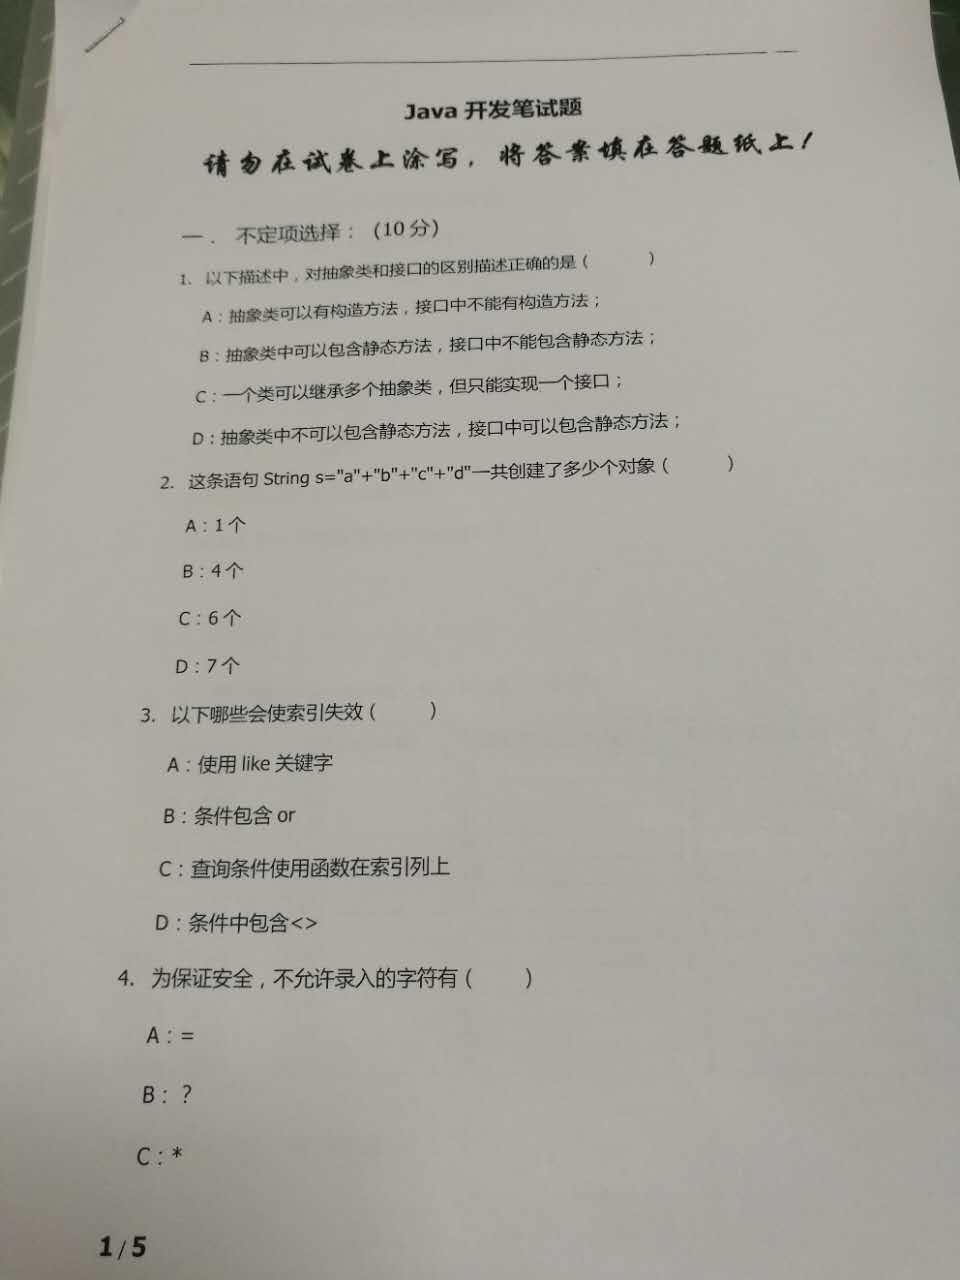 Java 开发笔试题
请勿在试卷上涂写，将答案填在答题纸上！
一． 不定项选择：（10 分）
1. 以下描述中，对抽象类和接口的区别描述正确的是（ ）
A：抽象类可以有构造方法，接口中不能有构造方法；
B：抽象类中可以包含静态方法，接口中不能包含静态方法；
C：一个类可以继承多个抽象类，但只能实现一个接口；
D：抽象类中不可以包含静态方法，接口中可以包含静态方法；
2. 这条语句 String s="a"+"b"+"c"+"d"一共创建了多少个对象（ ）
A：1 个
B：4 个
C：6 个
D：7 个
3. 以下哪些会使索引失效（ ）
A：使用 like 关键字
B：条件包含 or
C：查询条件使用函数在索引列上
D：条件中包含<>
4. 为保证安全，不允许录入的字符有（ ）
A：=
B：？
C：*
1 / 5